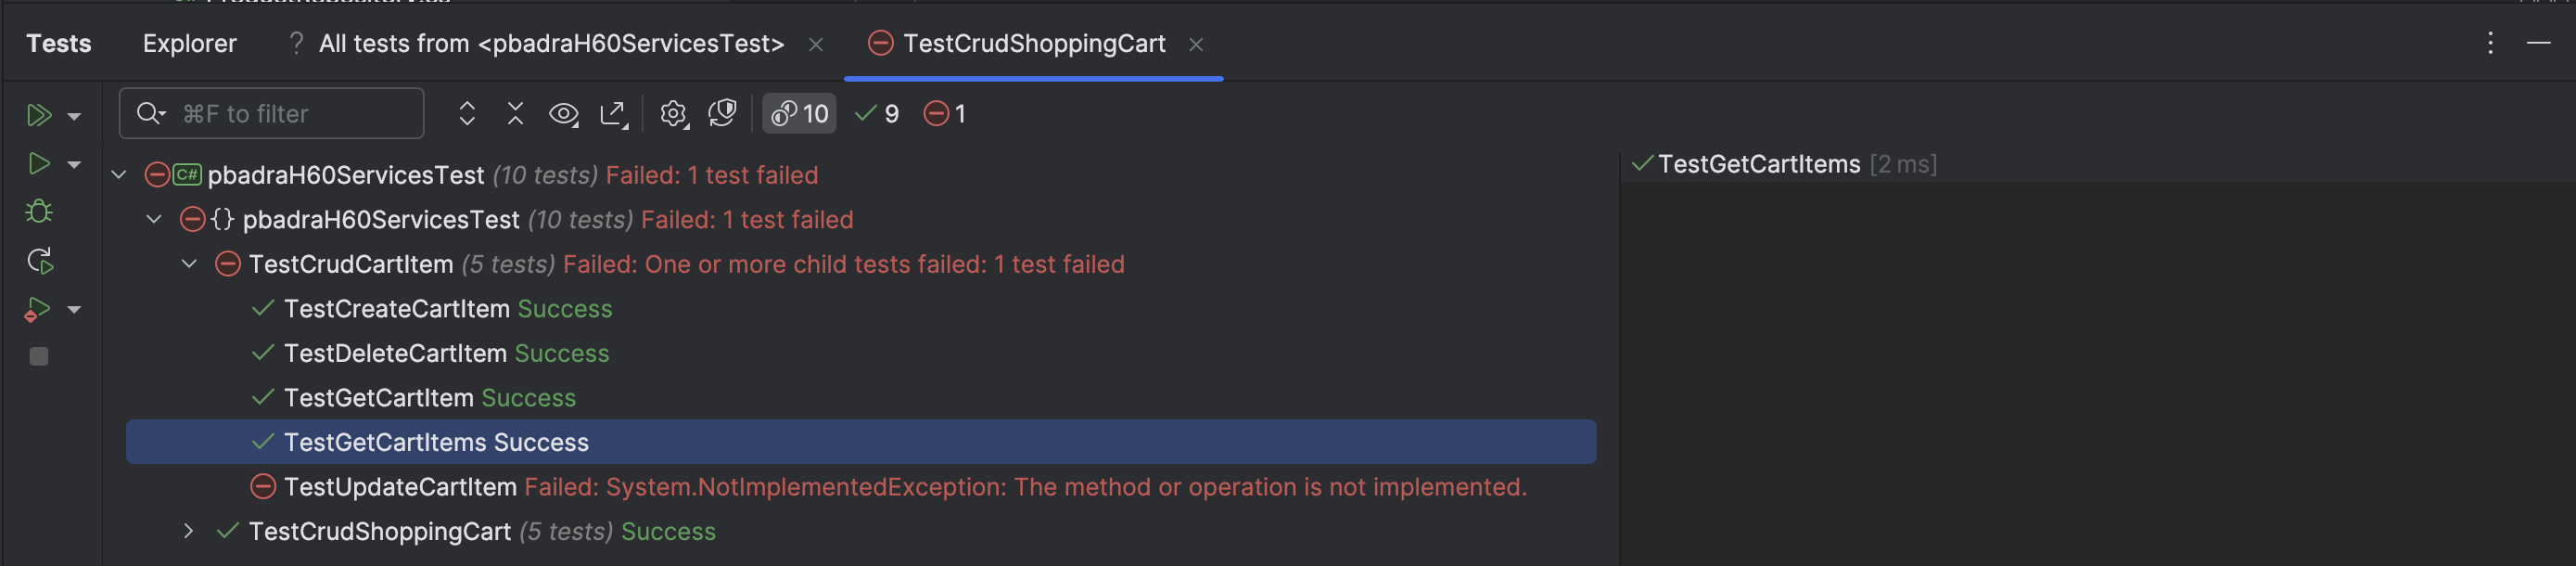 Tests Explorer ? All tests from <pbadraH60ServicesTest> × TestCrudShoppingCart ×
⌘F to filter 10 9 1
C# pbadraH60ServicesTest (10 tests) Failed: 1 test failed
{} pbadraH60ServicesTest (10 tests) Failed: 1 test failed
TestCrudCartItem (5 tests) Failed: One or more child tests failed: 1 test failed
TestCreateCartItem Success
TestDeleteCartItem Success
TestGetCartItem Success
TestGetCartItems Success
TestUpdateCartItem Failed: System.NotImplementedException: The method or operation is not implemented.
TestCrudShoppingCart (5 tests) Success
TestGetCartItems [2 ms]